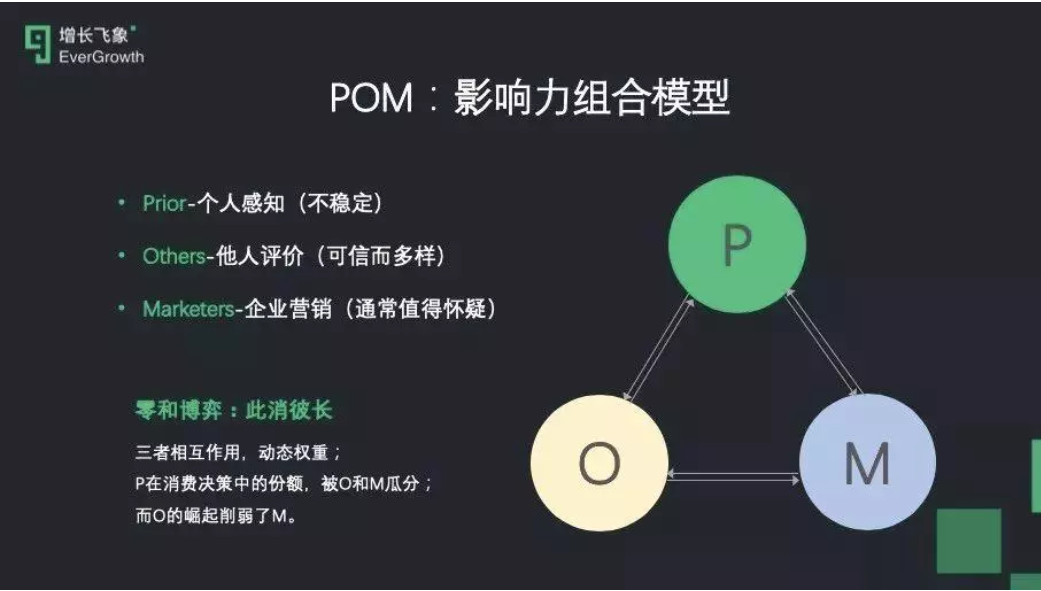 增长飞象
EverGrowth
POM：影响力组合模型
• Prior-个人感知（不稳定）
• Others-他人评价（可信而多样）
• Marketers-企业营销（通常值得怀疑）
零和博弈：此消彼长
三者相互作用，动态权重；
P在消费决策中的份额，被O和M瓜分；
而O的崛起削弱了M。
P
O
M